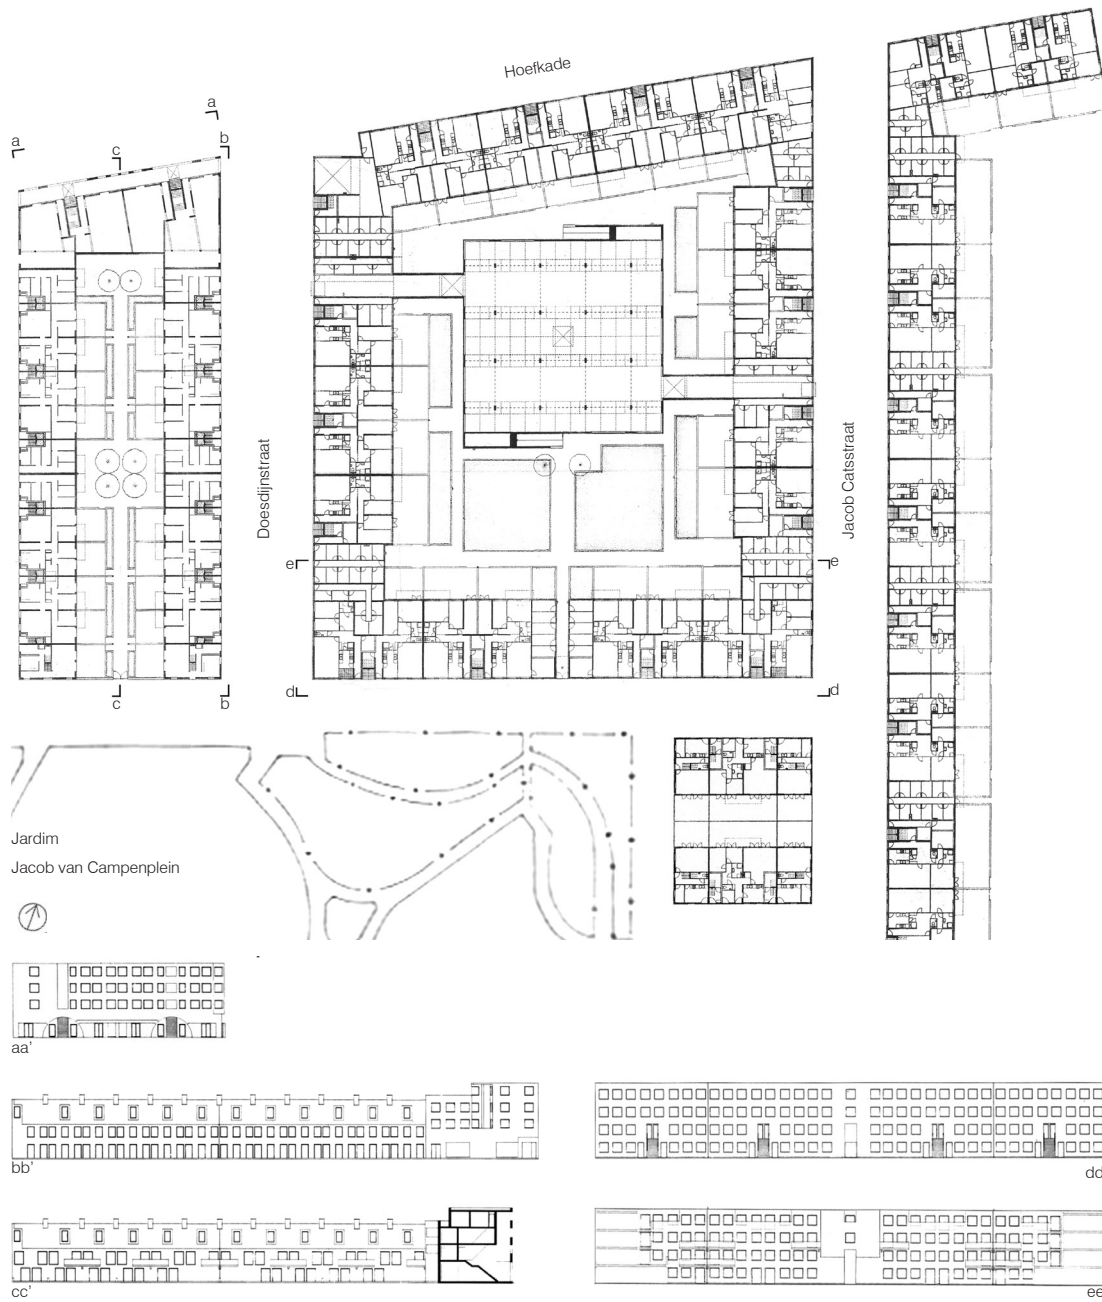 Hoefkade
a
a
c
b
Doesdijnstraat
Jacob Catsstraat
e
e
c
b
d
d
Jardim
Jacob van Campenplein
aa'
bb'
dd
cc'
ee